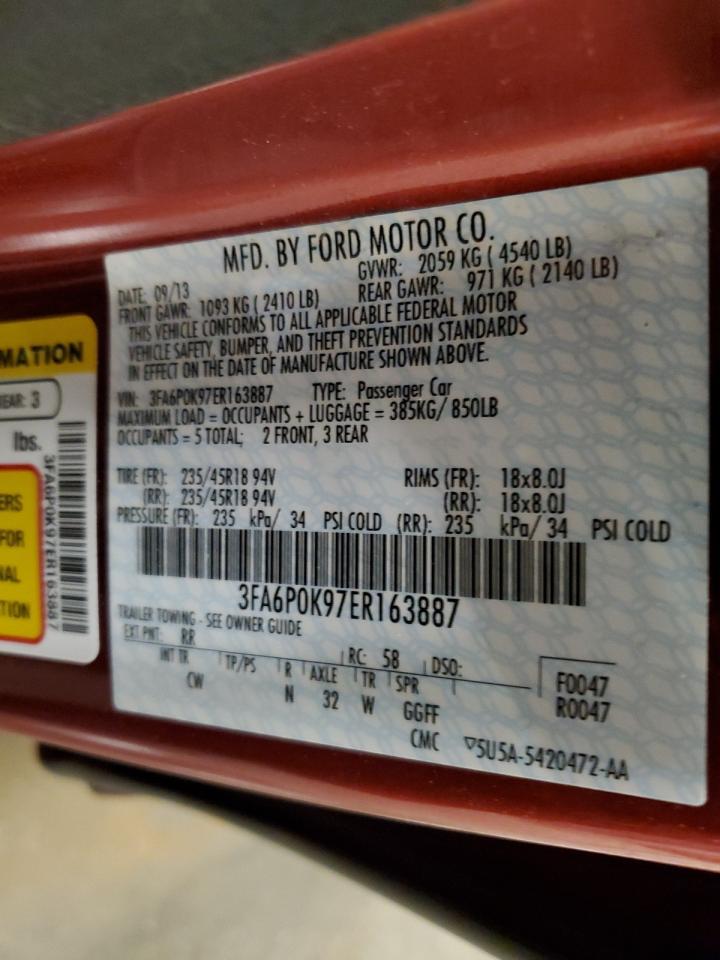 MFD. BY FORD MOTOR CO.
DATE: 09/13 GVWR: 2059 KG ( 4540 LB)
FRONT GAWR: 1093 KG ( 2410 LB) REAR GAWR: 971 KG ( 2140 LB)
THIS VEHICLE CONFORMS TO ALL APPLICABLE FEDERAL MOTOR
VEHICLE SAFETY, BUMPER, AND THEFT PREVENTION STANDARDS
IN EFFECT ON THE DATE OF MANUFACTURE SHOWN ABOVE.
VIN: 3FA6P0K97ER163887 TYPE: Passenger Car
MAXIMUM LOAD = OCCUPANTS + LUGGAGE = 385KG/ 850LB
OCCUPANTS = 5 TOTAL; 2 FRONT, 3 REAR
TIRE (FR): 235/45R18 94V RIMS (FR): 18x8.0J
(RR): 235/45R18 94V (RR): 18x8.0J
PRESSURE (FR): 235 kPa/ 34 PSI COLD (RR): 235 kPa/ 34 PSI COLD
3FA6P0K97ER163887
TRAILER TOWING - SEE OWNER GUIDE
EXT PNT: RR RC: 58 DSO: F0047
INT TR TP/PS R AXLE TR SPR R0047
CW N 32 W GGFF
CMC ▽5U5A-5420472-AA
MATION
EAR: 3
lbs.
3FA6P0K97ER163887
ERS
FOR
NAL
TION